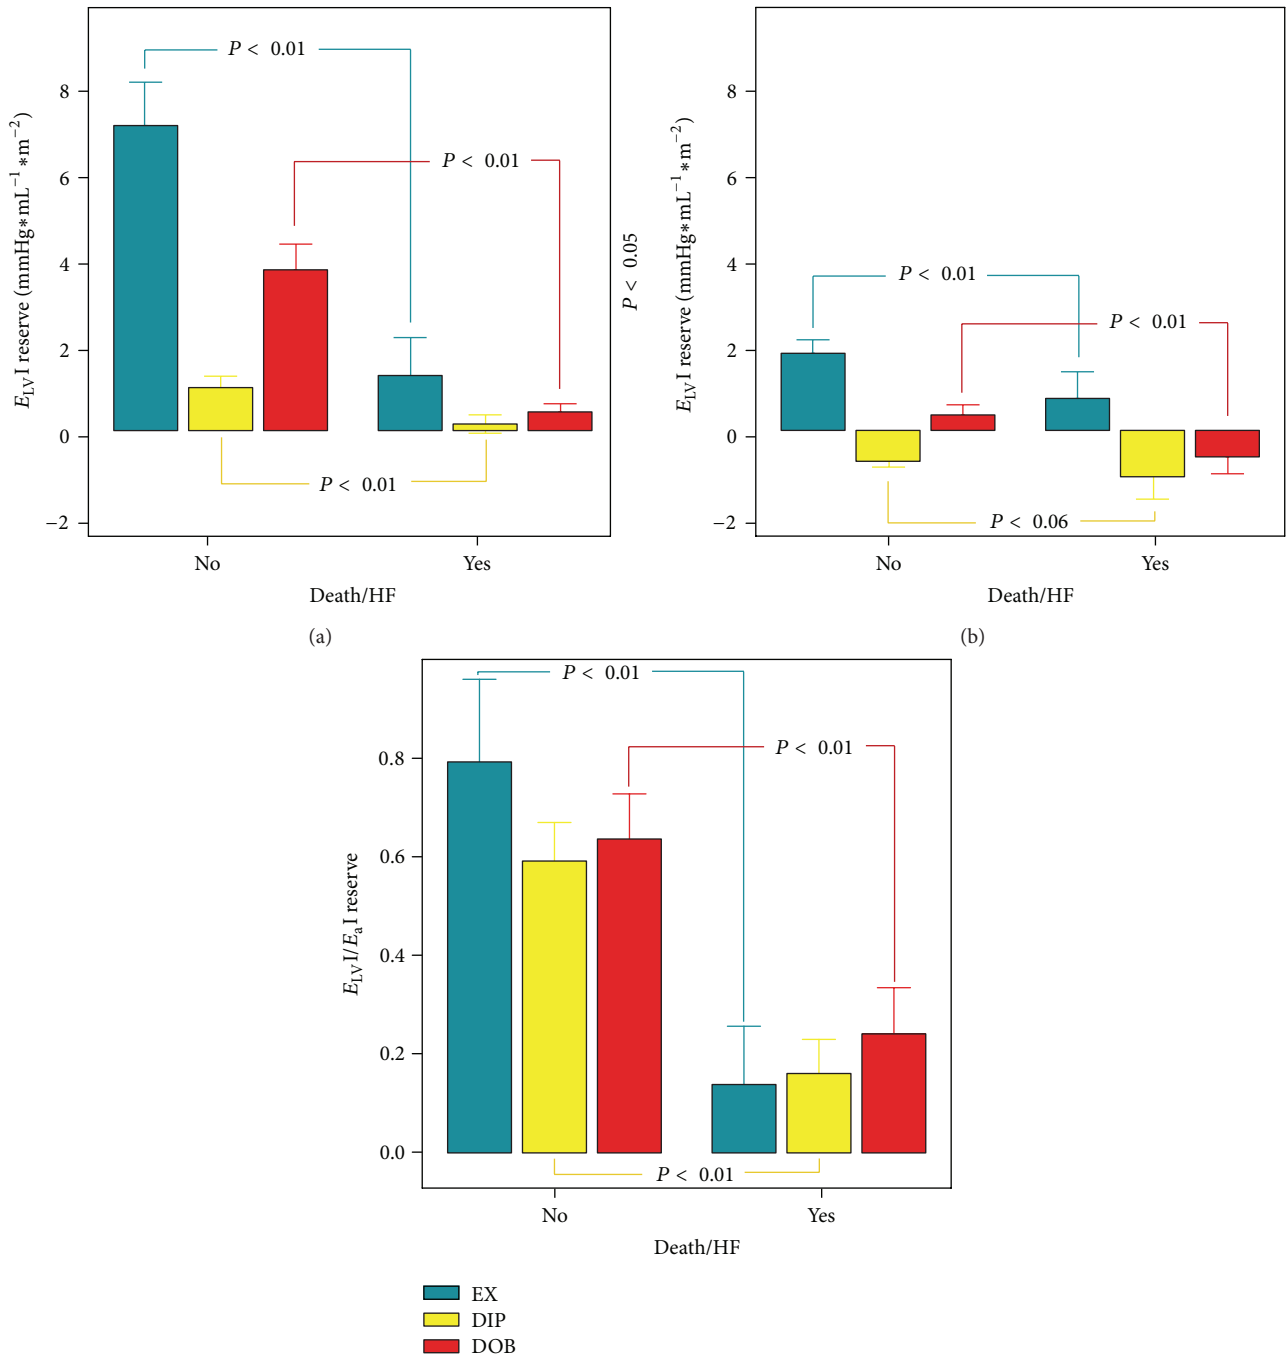 P < 0.01
P < 0.01
P < 0.01
8
6
4
2
0
−2
E_LV I reserve (mmHg∗mL^−1∗m^−2)
No
Yes
Death/HF
(a)
P < 0.05
P < 0.01
P < 0.01
P < 0.06
8
6
4
2
0
−2
E_LV I reserve (mmHg∗mL^−1∗m^−2)
No
Yes
Death/HF
(b)
P < 0.01
P < 0.01
P < 0.01
0.8
0.6
0.4
0.2
0.0
E_LV I/E_a I reserve
No
Yes
Death/HF
EX
DIP
DOB